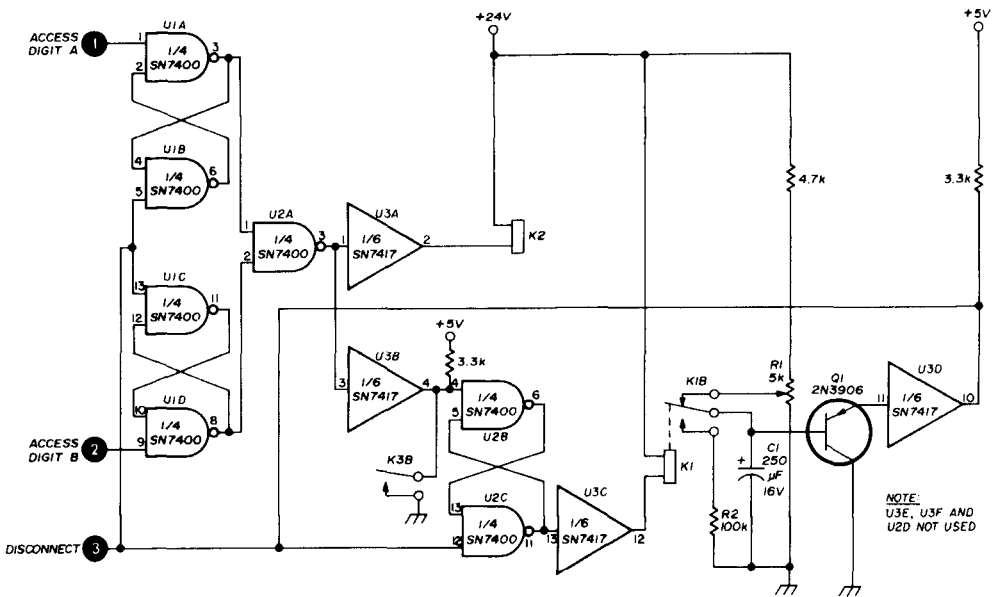 ACCESS
DIGIT A
1
U1A
1
2
3
1/4
SN7400
U1B
4
5
6
1/4
SN7400
U1C
13
12
11
1/4
SN7400
U1D
10
9
8
1/4
SN7400
ACCESS
DIGIT B
2
DISCONNECT
3
U2A
1
2
3
1/4
SN7400
U3A
1
2
1/6
SN7417
+24V
K2
U3B
3
4
1/6
SN7417
+5V
3.3k
K3B
4
5
6
1/4
SN7400
U2B
U2C
13
12
11
1/4
SN7400
U3C
13
12
1/6
SN7417
K1
K1B
4.7k
R1
5k
R2
100k
C1
+
250
µF
16V
Q1
2N3906
U3D
11
10
1/6
SN7417
+5V
3.3k
NOTE:
U3E, U3F AND
U2D NOT USED